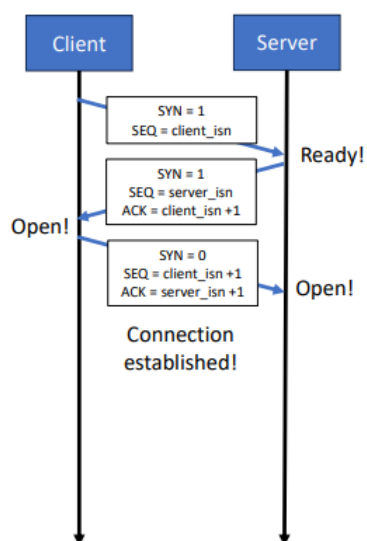 Client
Server
SYN = 1
SEQ = client_isn
Ready!
SYN = 1
SEQ = server_isn
ACK = client_isn +1
Open!
SYN = 0
SEQ = client_isn +1
ACK = server_isn +1
Open!
Connection
established!